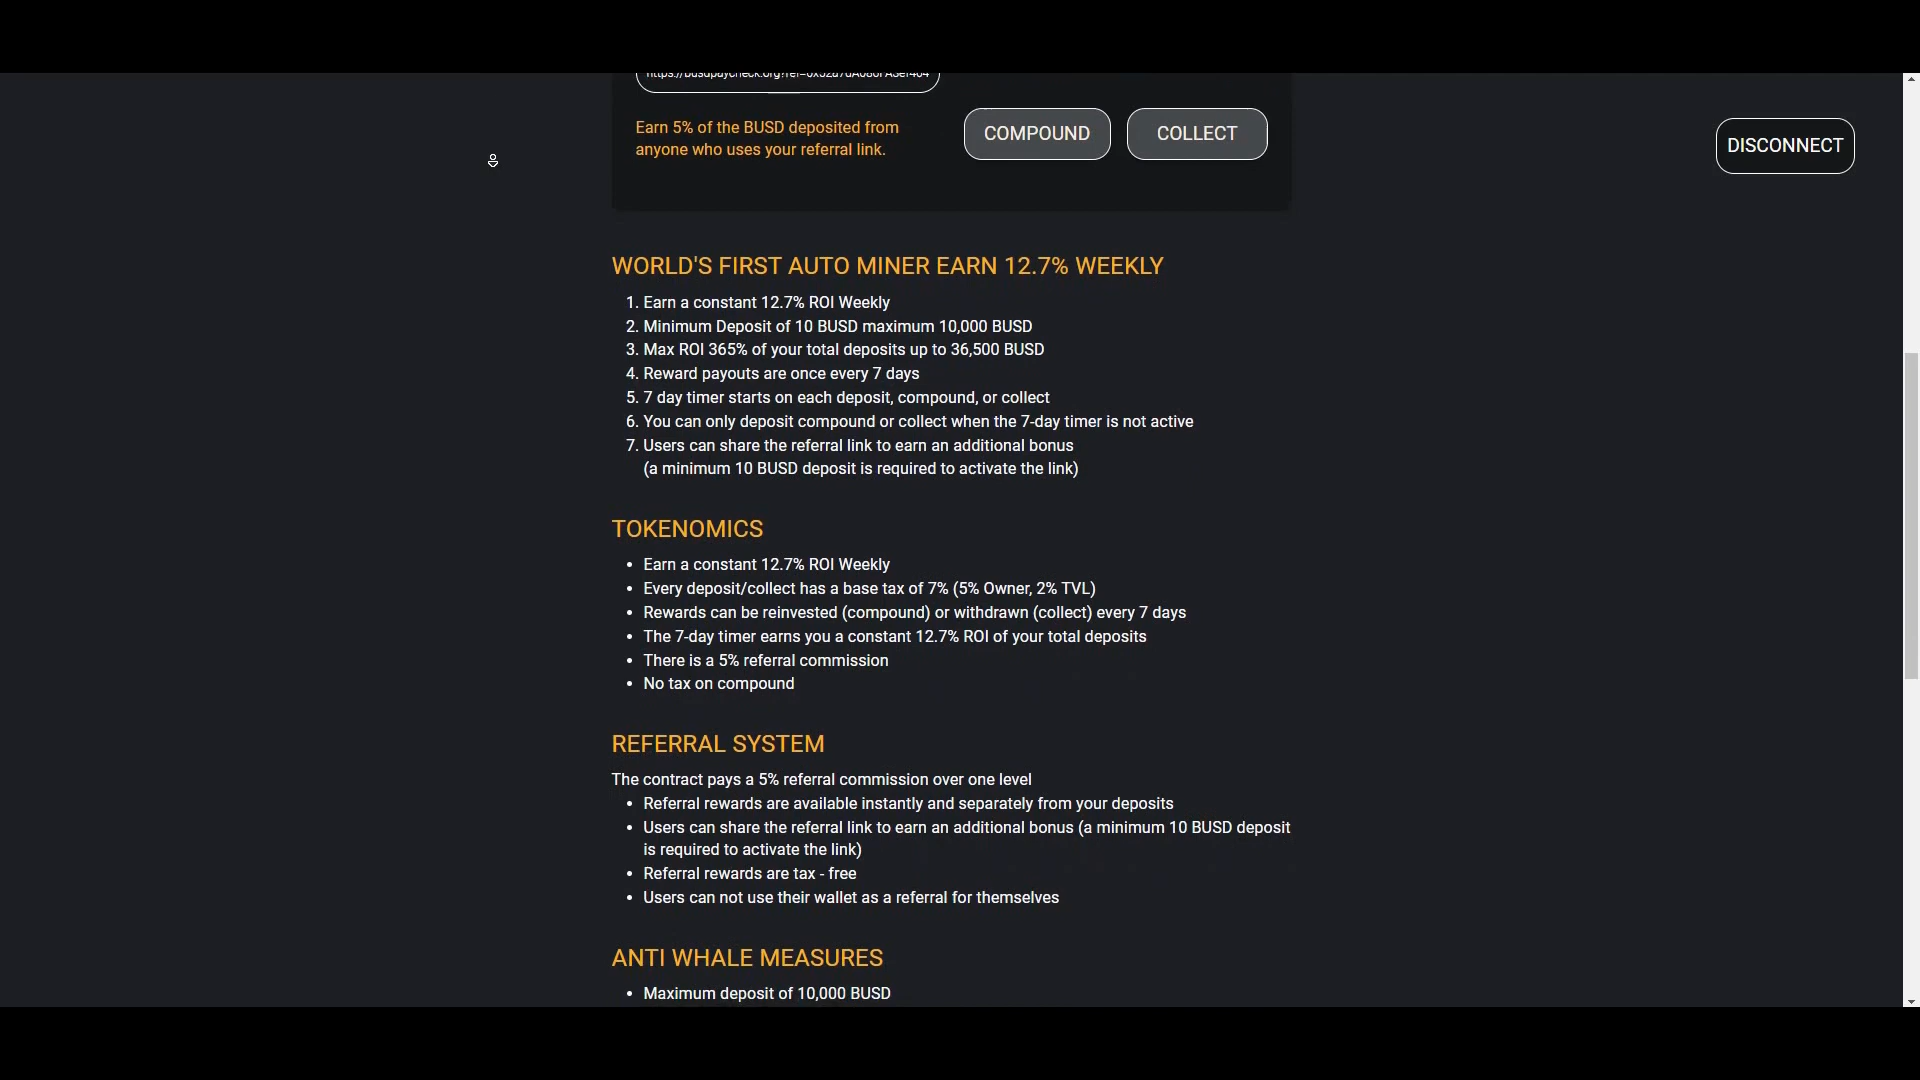 Earn 5% of the BUSD deposited from
anyone who uses your referral link.
COMPOUND
COLLECT
DISCONNECT
WORLD'S FIRST AUTO MINER EARN 12.7% WEEKLY
1. Earn a constant 12.7% ROI Weekly
2. Minimum Deposit of 10 BUSD maximum 10,000 BUSD
3. Max ROI 365% of your total deposits up to 36,500 BUSD
4. Reward payouts are once every 7 days
5. 7 day timer starts on each deposit, compound, or collect
6. You can only deposit compound or collect when the 7-day timer is not active
7. Users can share the referral link to earn an additional bonus
(a minimum 10 BUSD deposit is required to activate the link)
TOKENOMICS
• Earn a constant 12.7% ROI Weekly
• Every deposit/collect has a base tax of 7% (5% Owner, 2% TVL)
• Rewards can be reinvested (compound) or withdrawn (collect) every 7 days
• The 7-day timer earns you a constant 12.7% ROI of your total deposits
• There is a 5% referral commission
• No tax on compound
REFERRAL SYSTEM
The contract pays a 5% referral commission over one level
• Referral rewards are available instantly and separately from your deposits
• Users can share the referral link to earn an additional bonus (a minimum 10 BUSD deposit
is required to activate the link)
• Referral rewards are tax - free
• Users can not use their wallet as a referral for themselves
ANTI WHALE MEASURES
• Maximum deposit of 10,000 BUSD